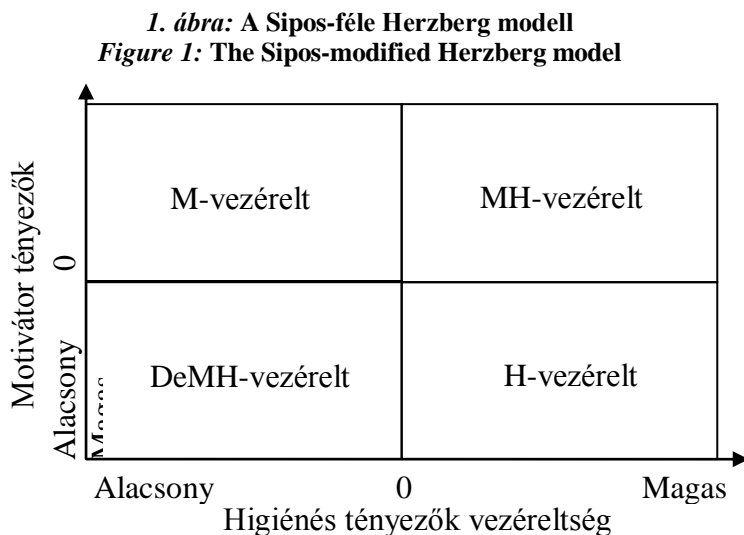 1. ábra: A Sipos-féle Herzberg modell
Figure 1: The Sipos-modified Herzberg model
Motivátor tényezők
Alacsony
0
Magas
M-vezérelt
MH-vezérelt
DeMH-vezérelt
H-vezérelt
Alacsony
0
Magas
Higiénés tényezők vezéreltség